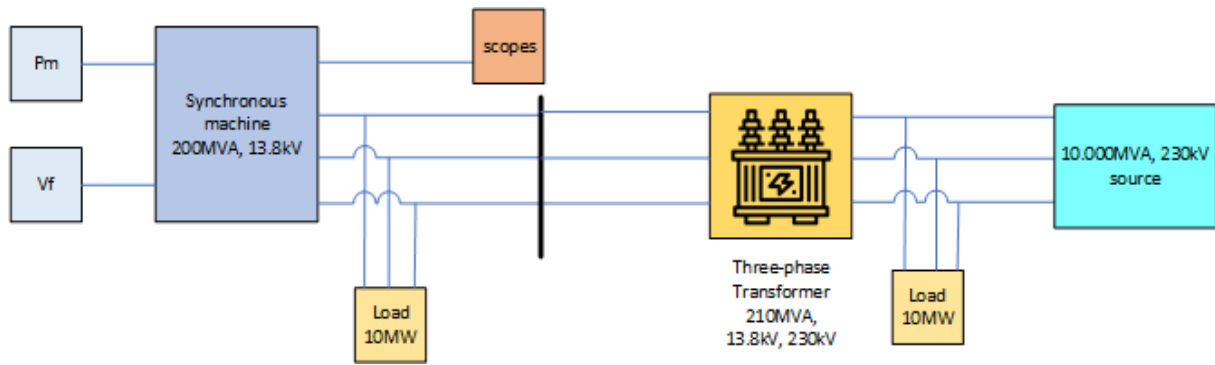 Pm
Vf
Synchronous
machine
200MVA, 13.8kV
scopes
Load
10MW
Three-phase
Transformer
210MVA,
13.8kV, 230kV
Load
10MW
10.000MVA, 230kV
source